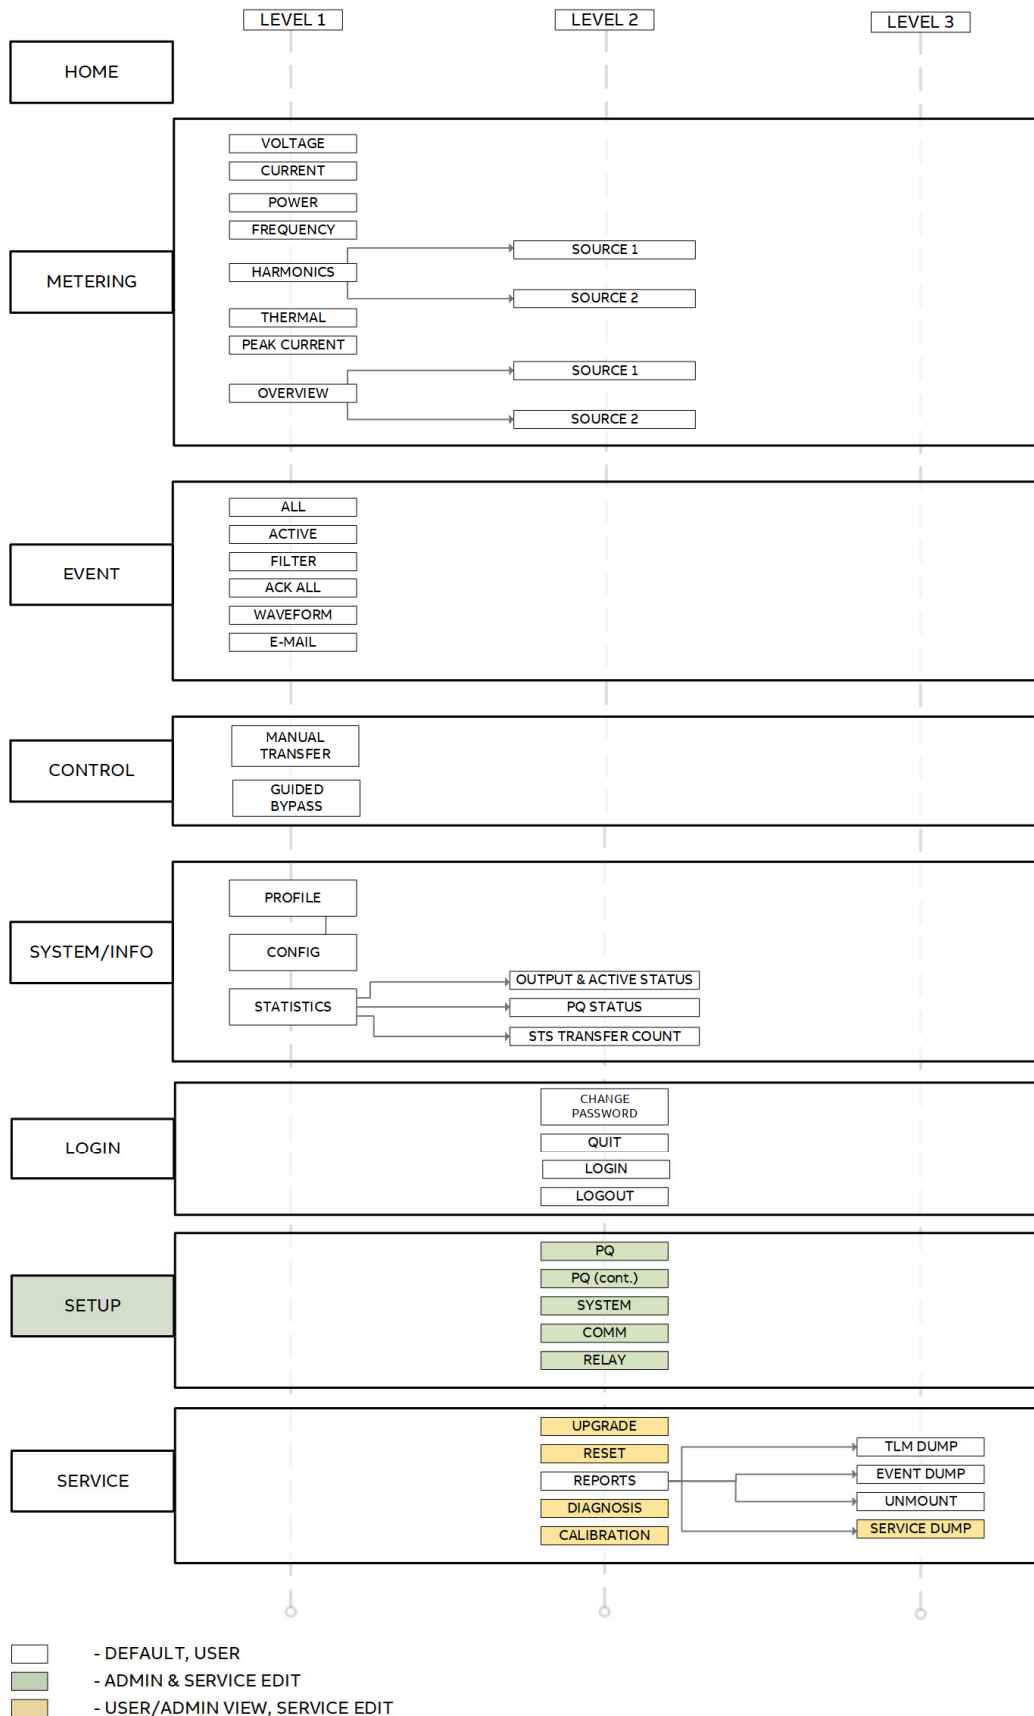 LEVEL 1
LEVEL 2
LEVEL 3
HOME
METERING
VOLTAGE
CURRENT
POWER
FREQUENCY
HARMONICS
SOURCE 1
SOURCE 2
THERMAL
PEAK CURRENT
OVERVIEW
SOURCE 1
SOURCE 2
EVENT
ALL
ACTIVE
FILTER
ACK ALL
WAVEFORM
E-MAIL
CONTROL
MANUAL
TRANSFER
GUIDED
BYPASS
SYSTEM/INFO
PROFILE
CONFIG
STATISTICS
OUTPUT & ACTIVE STATUS
PQ STATUS
STS TRANSFER COUNT
LOGIN
CHANGE
PASSWORD
QUIT
LOGIN
LOGOUT
SETUP
PQ
PQ (cont.)
SYSTEM
COMM
RELAY
SERVICE
UPGRADE
RESET
REPORTS
DIAGNOSIS
CALIBRATION
TLM DUMP
EVENT DUMP
UNMOUNT
SERVICE DUMP
- DEFAULT, USER
- ADMIN & SERVICE EDIT
- USER/ADMIN VIEW, SERVICE EDIT